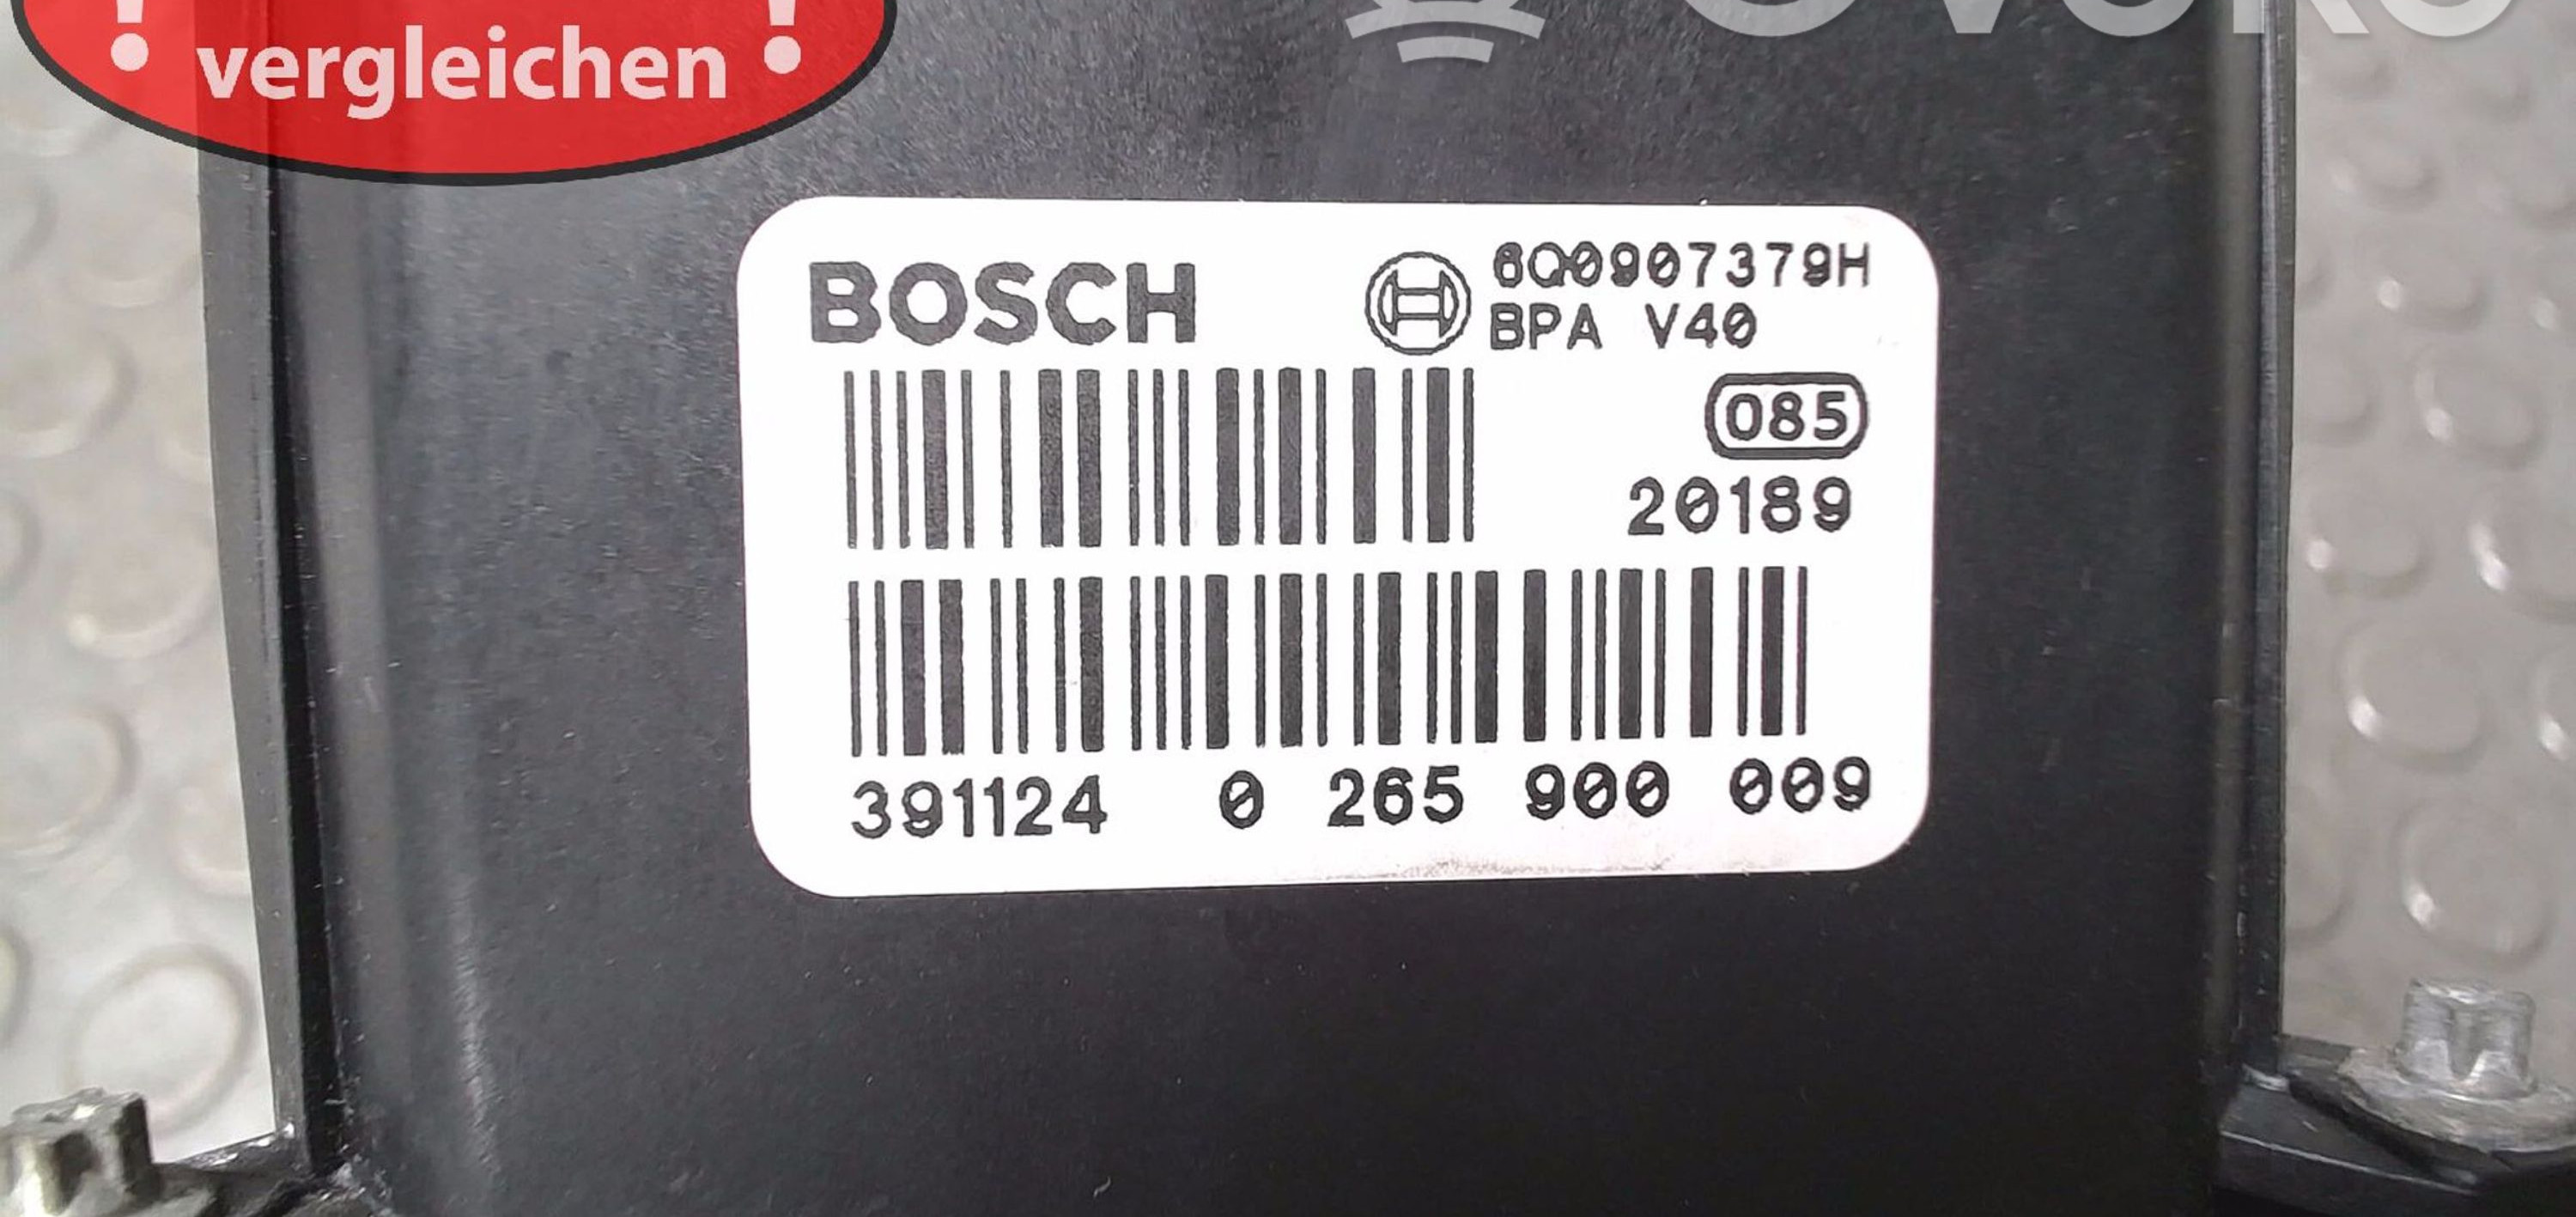 ! vergleichen !
BOSCH
6Q0907379H
BPA V40
085
20189
391124 0 265 900 009